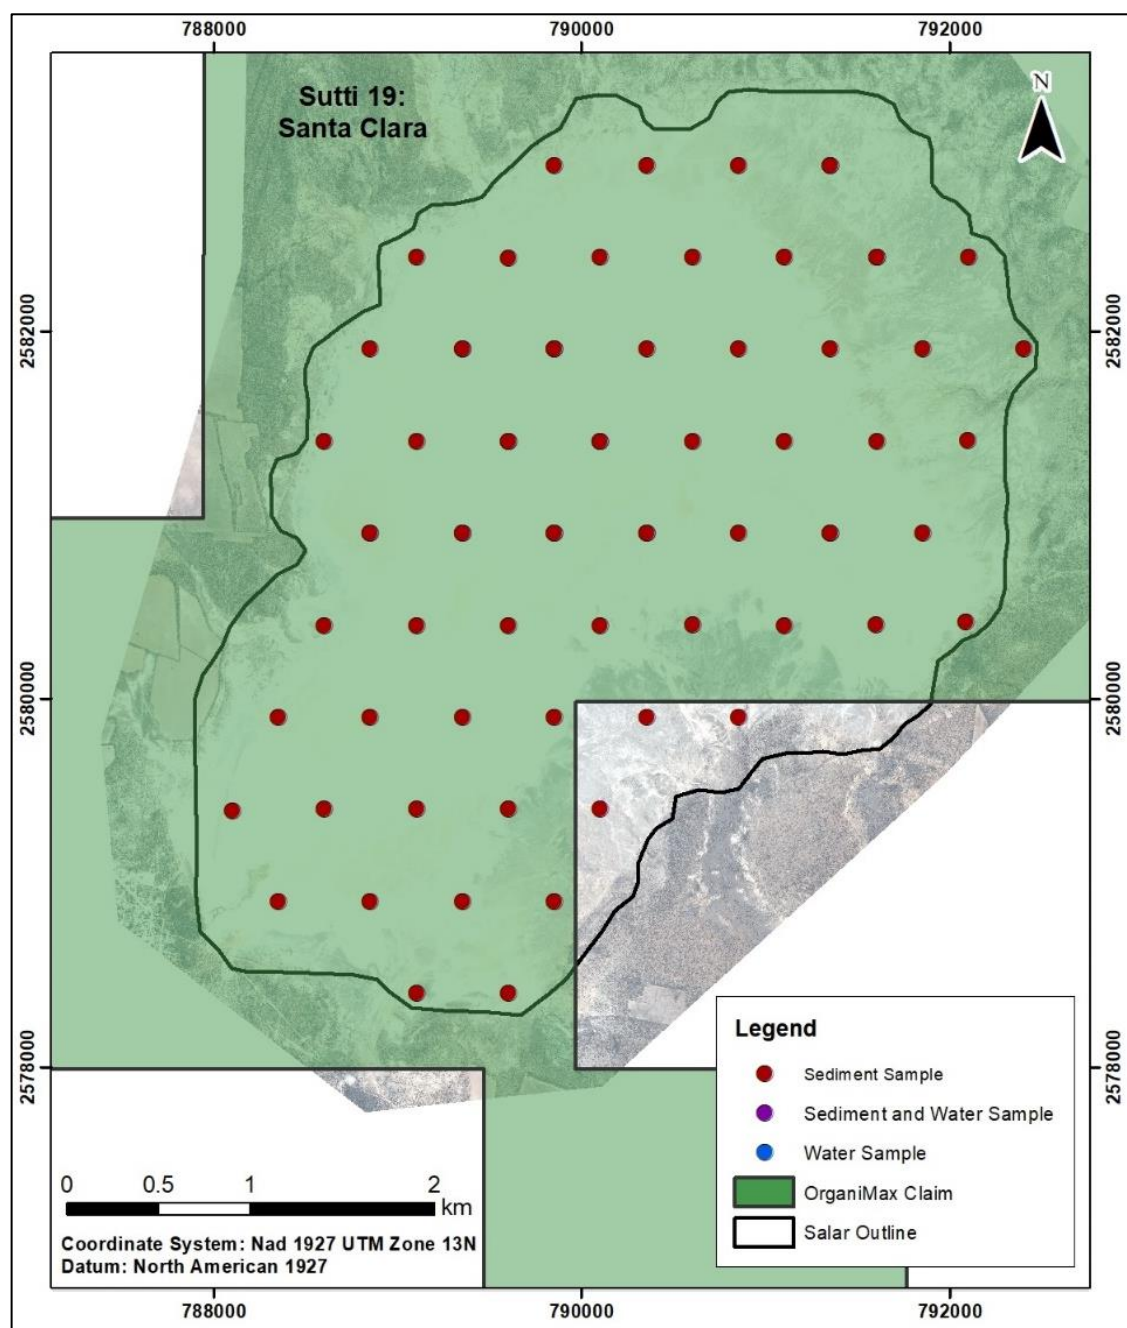 788000 790000 792000
Sutti 19:
Santa Clara
N
2582000 2582000
2580000 2580000
2578000 2578000
Legend
Sediment Sample
Sediment and Water Sample
Water Sample
OrganiMax Claim
Salar Outline
0 0.5 1 2
km
Coordinate System: Nad 1927 UTM Zone 13N
Datum: North American 1927
788000 790000 792000